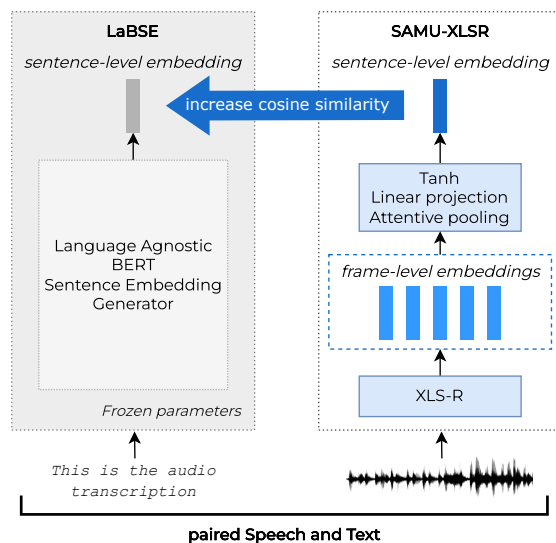 LaBSE
sentence-level embedding
Language Agnostic
BERT
Sentence Embedding
Generator
Frozen parameters
This is the audio
transcription
increase cosine similarity
SAMU-XLSR
sentence-level embedding
Tanh
Linear projection
Attentive pooling
frame-level embeddings
XLS-R
paired Speech and Text